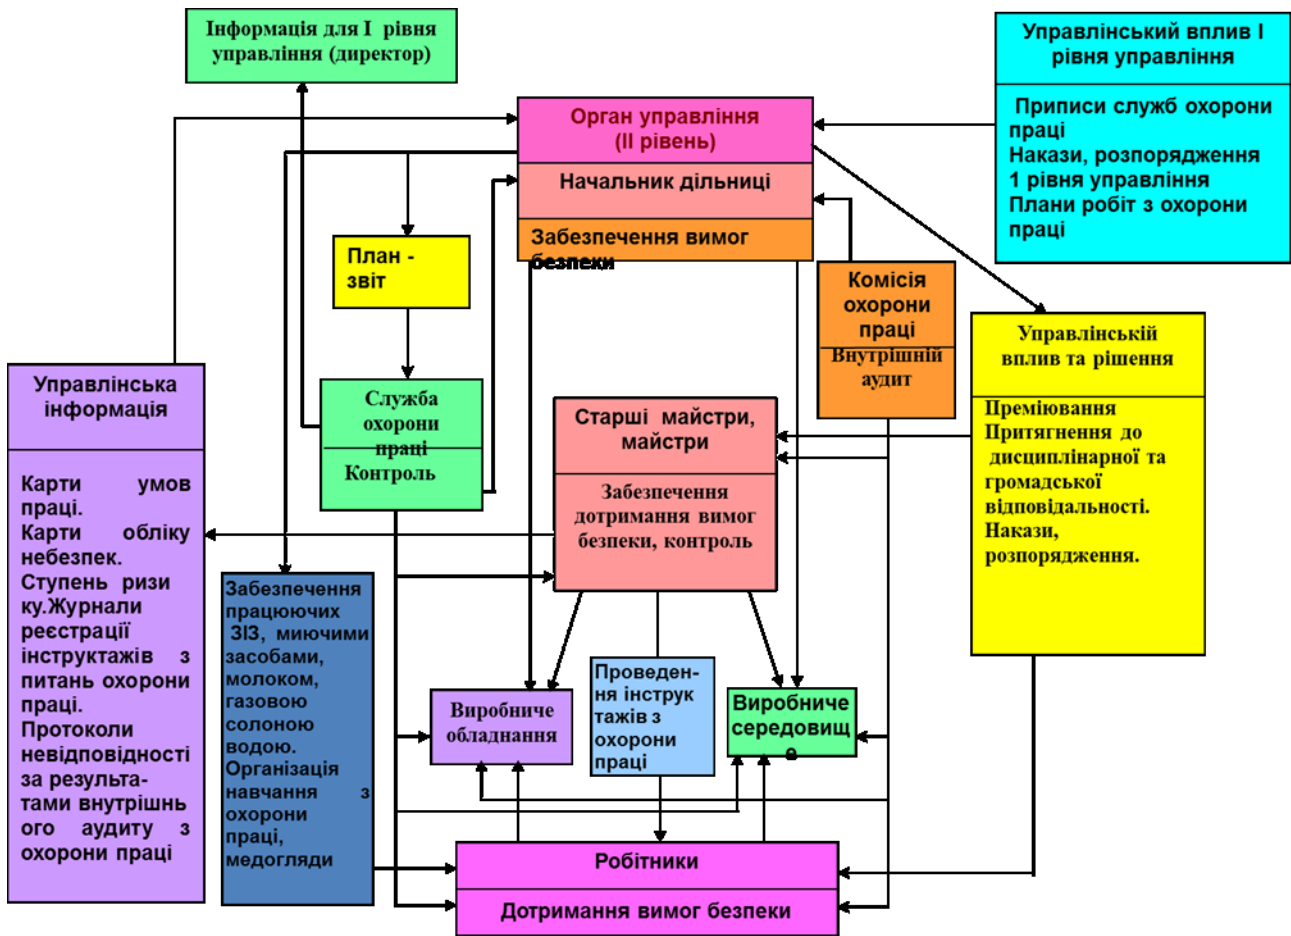 Інформація для І рівня
управління (директор)
Управлінський вплив І
рівня управління
Приписи служб охорони
праці
Накази, розпорядження
1 рівня управління
Плани робіт з охорони
праці
Орган управління
(ІІ рівень)
Начальник дільниці
Забезпечення вимог
безпеки
План -
звіт
Комісія
охорони
праці
Внутрішній
аудит
Управлінській
вплив та рішення
Преміювання
Притягнення до
дисциплінарної та
громадської
відповідальності.
Накази,
розпорядження.
Управлінська
інформація
Карти умов
праці.
Карти обліку
небезпек.
Ступень ризи
ку.Журнали
реєстрації
інструктажів з
питань охорони
праці.
Протоколи
невідповідності
за результа-
тами внутрішнь
ого аудиту з
охорони праці
Служба
охорони
праці
Контроль
Старші майстри,
майстри
Забезпечення
дотримання вимог
безпеки, контроль
Забезпечення
працюючих
ЗІЗ, миючими
засобами,
молоком,
газовою
солоною
водою.
Організація
навчання з
охорони
праці,
медогляди
Виробниче
обладнання
Проведен-
ня інструк
тажів з
охорони
праці
Виробниче
середовищ
е
Робітники
Дотримання вимог безпеки